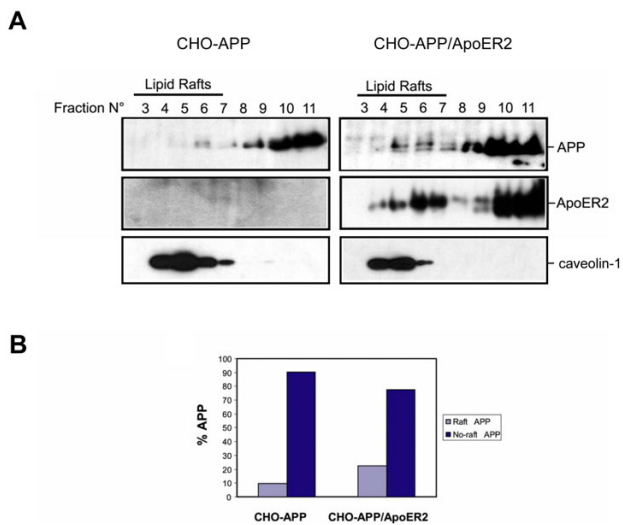 A
CHO-APP CHO-APP/ApoER2
Lipid Rafts Lipid Rafts
Fraction N° 3 4 5 6 7 8 9 10 11 3 4 5 6 7 8 9 10 11
APP
ApoER2
caveolin-1
B
100
90
80
70
60
50
40
30
20
10
0
% APP
Raft APP
No-raft APP
CHO-APP CHO-APP/ApoER2